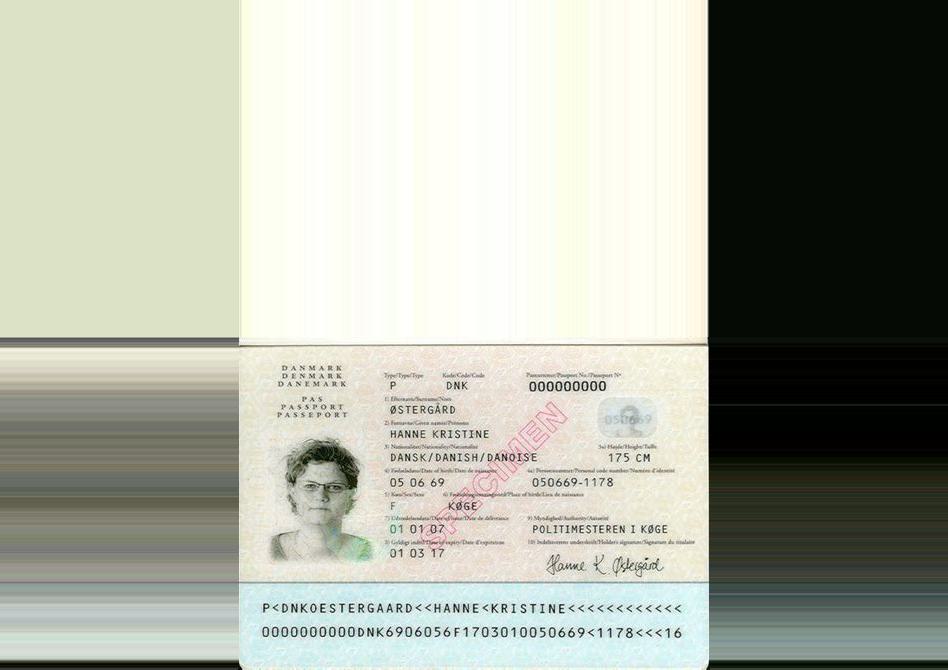 DANMARK
DENMARK
DANEMARK
PAS
PASSPORT
PASSEPORT
Type/Type/Type Kode/Code/Code Pasnummer/Passport No./Passeport N°
P DNK 000000000
1) Efternavn/Surname/Nom
ØSTERGÅRD
2) Fornavne/Given names/Prénoms
HANNE KRISTINE
3) Nationalitet/Nationality/Nationalité 3a) Højde/Height/Taille
DANSK/DANISH/DANOISE 175 CM
4) Fødselsdato/Date of birth/Date de naissance 4a) Personnummer/Personal code number/Numéro d'identité
05 06 69 050669-1178
5) Køn/Sex/Sexe 6) Fødselsregistreringssted/Place of birth/Lieu de naissance
F KØGE
7) Udstedelsesdato/Date of issue/Date de délivrance 9) Myndighed/Authority/Autorité
01 01 07 POLITIMESTEREN I KØGE
8) Gyldigt indtil/Date of expiry/Date d'expiration 10) Indehaverens underskrift/Holder's signature/Signature du titulaire
01 03 17
Hanne K Østergård
050669
SPECIMEN
P<DNKOESTERGAARD<<HANNE<KRISTINE<<<<<<<<<<<<
0000000000DNK6906056F1703010050669<1178<<<16